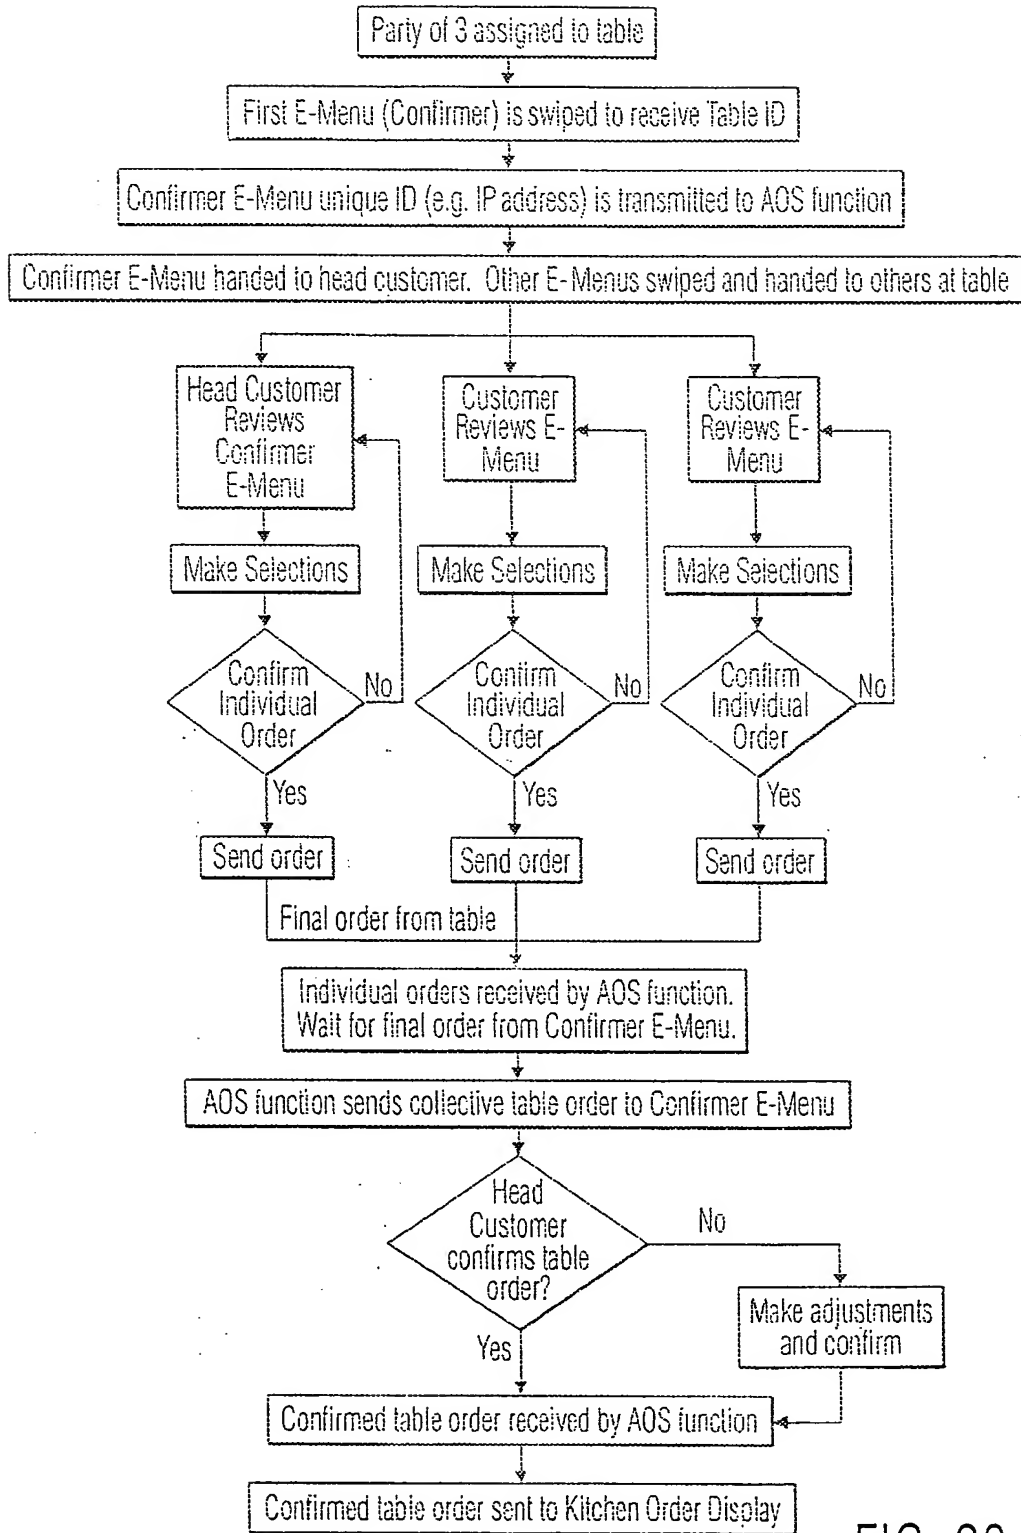 Party of 3 assigned to table
First E-Menu (Confirmer) is swiped to receive Table ID
Confirmer E-Menu unique ID (e.g. IP address) is transmitted to AOS function
Confirmer E-Menu handed to head customer. Other E-Menus swiped and handed to others at table
Head Customer
Reviews
Confirmer
E-Menu
Customer
Reviews E-
Menu
Customer
Reviews E-
Menu
Make Selections
Make Selections
Make Selections
Confirm
Individual
Order
No
Confirm
Individual
Order
No
Confirm
Individual
Order
No
Yes
Yes
Yes
Send order
Send order
Send order
Final order from table
Individual orders received by AOS function.
Wait for final order from Confirmer E-Menu.
AOS function sends collective table order to Confirmer E-Menu
Head
Customer
confirms table
order?
No
Make adjustments
and confirm
Yes
Confirmed table order received by AOS function
Confirmed table order sent to Kitchen Order Display